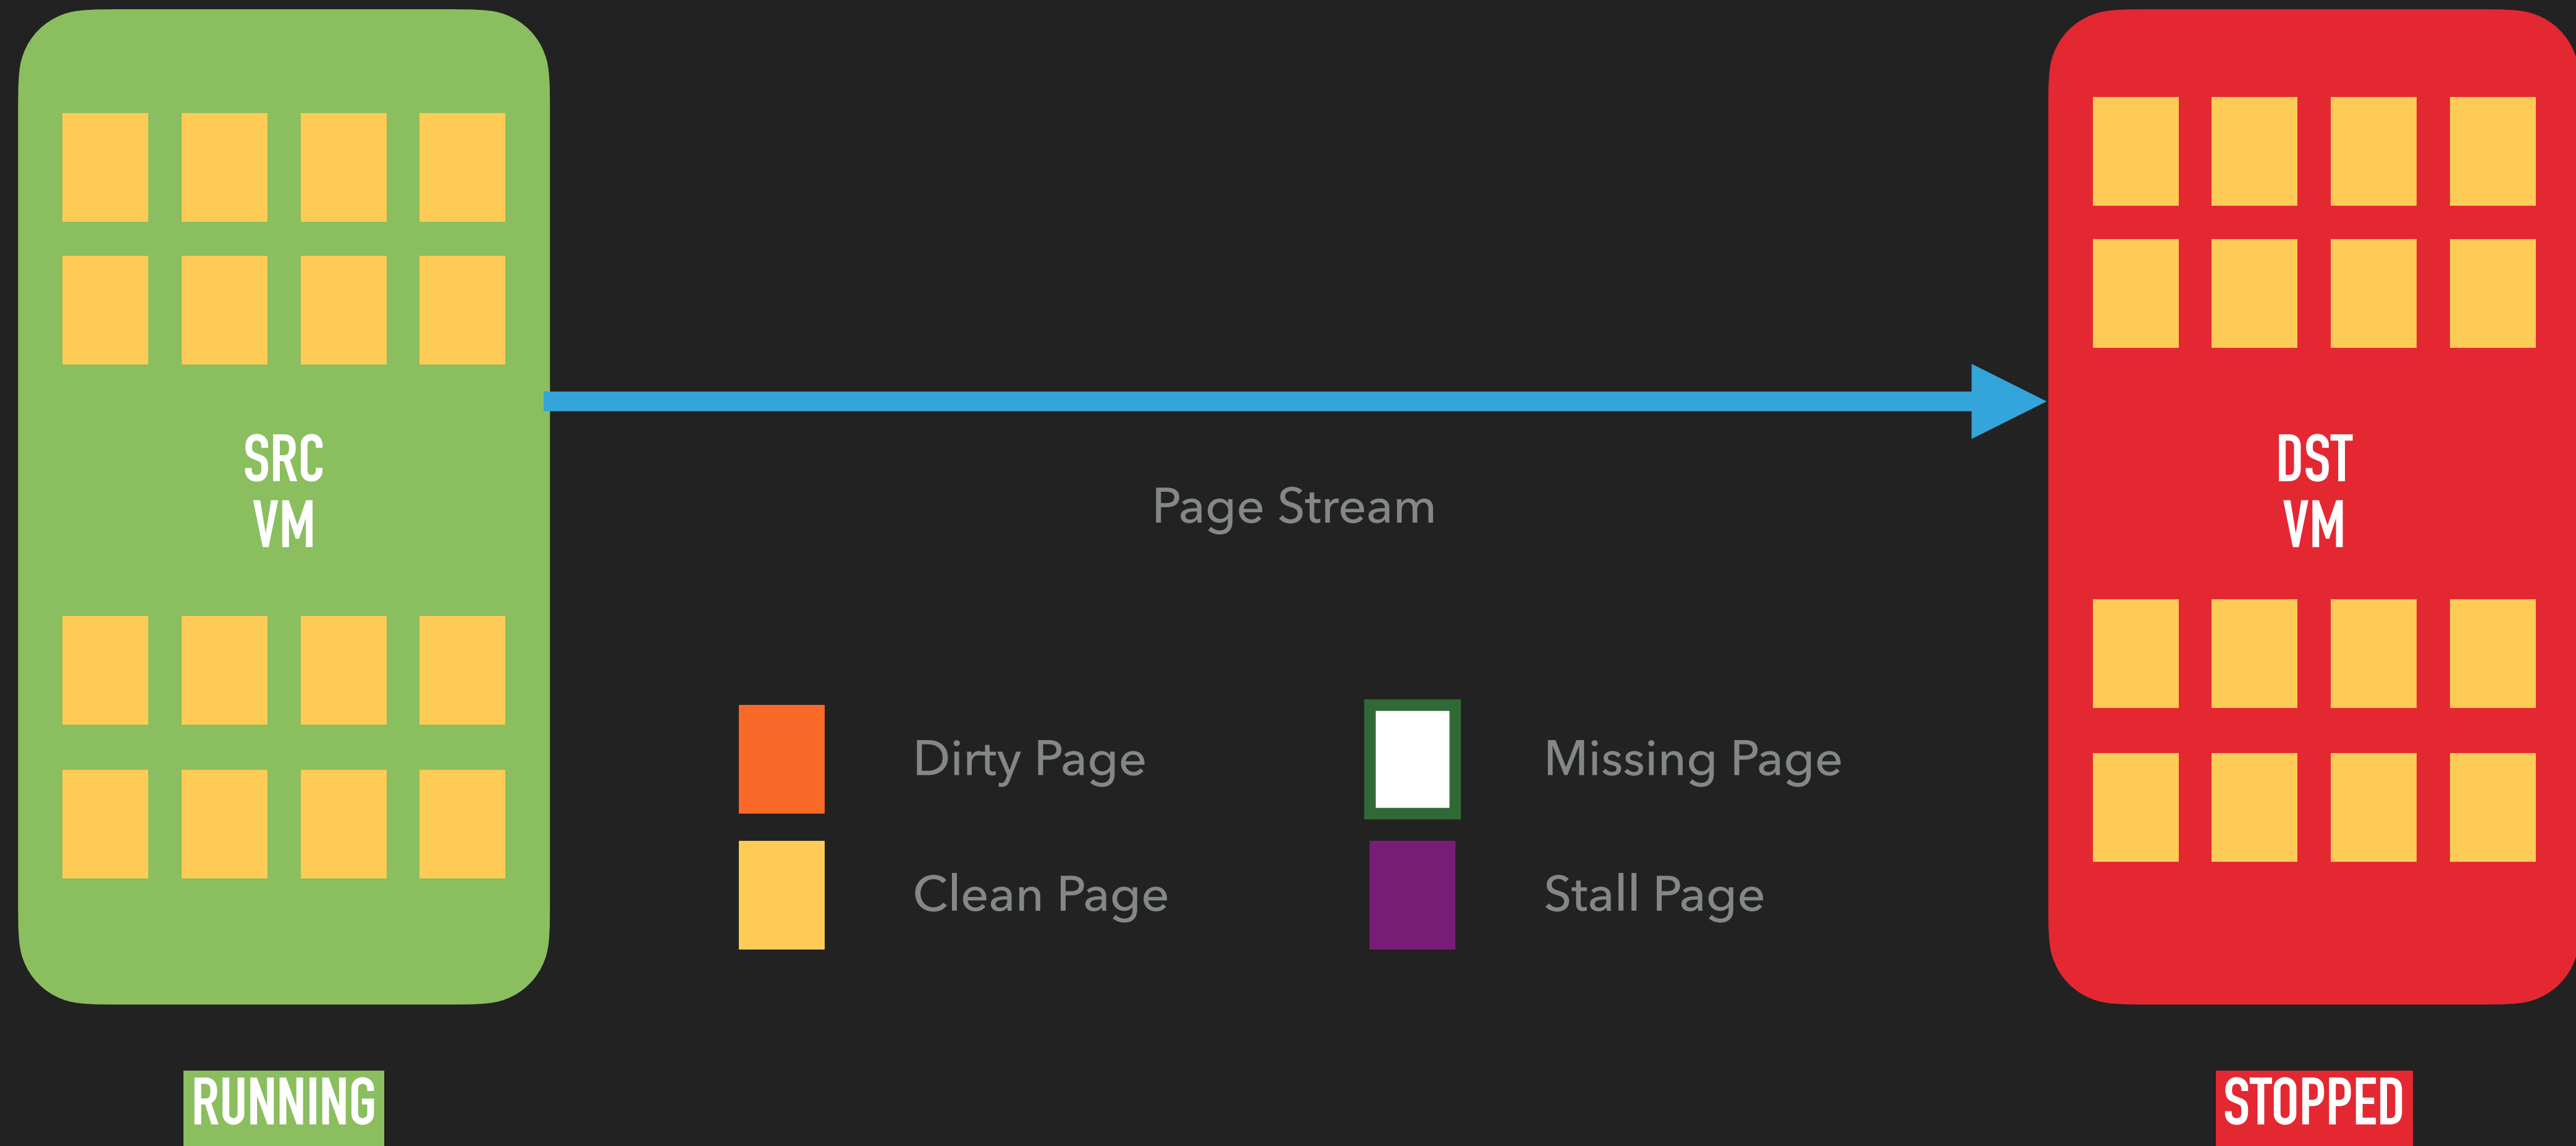 SRC
VM
Page Stream
DST
VM
Dirty Page
Missing Page
Clean Page
Stall Page
RUNNING
STOPPED